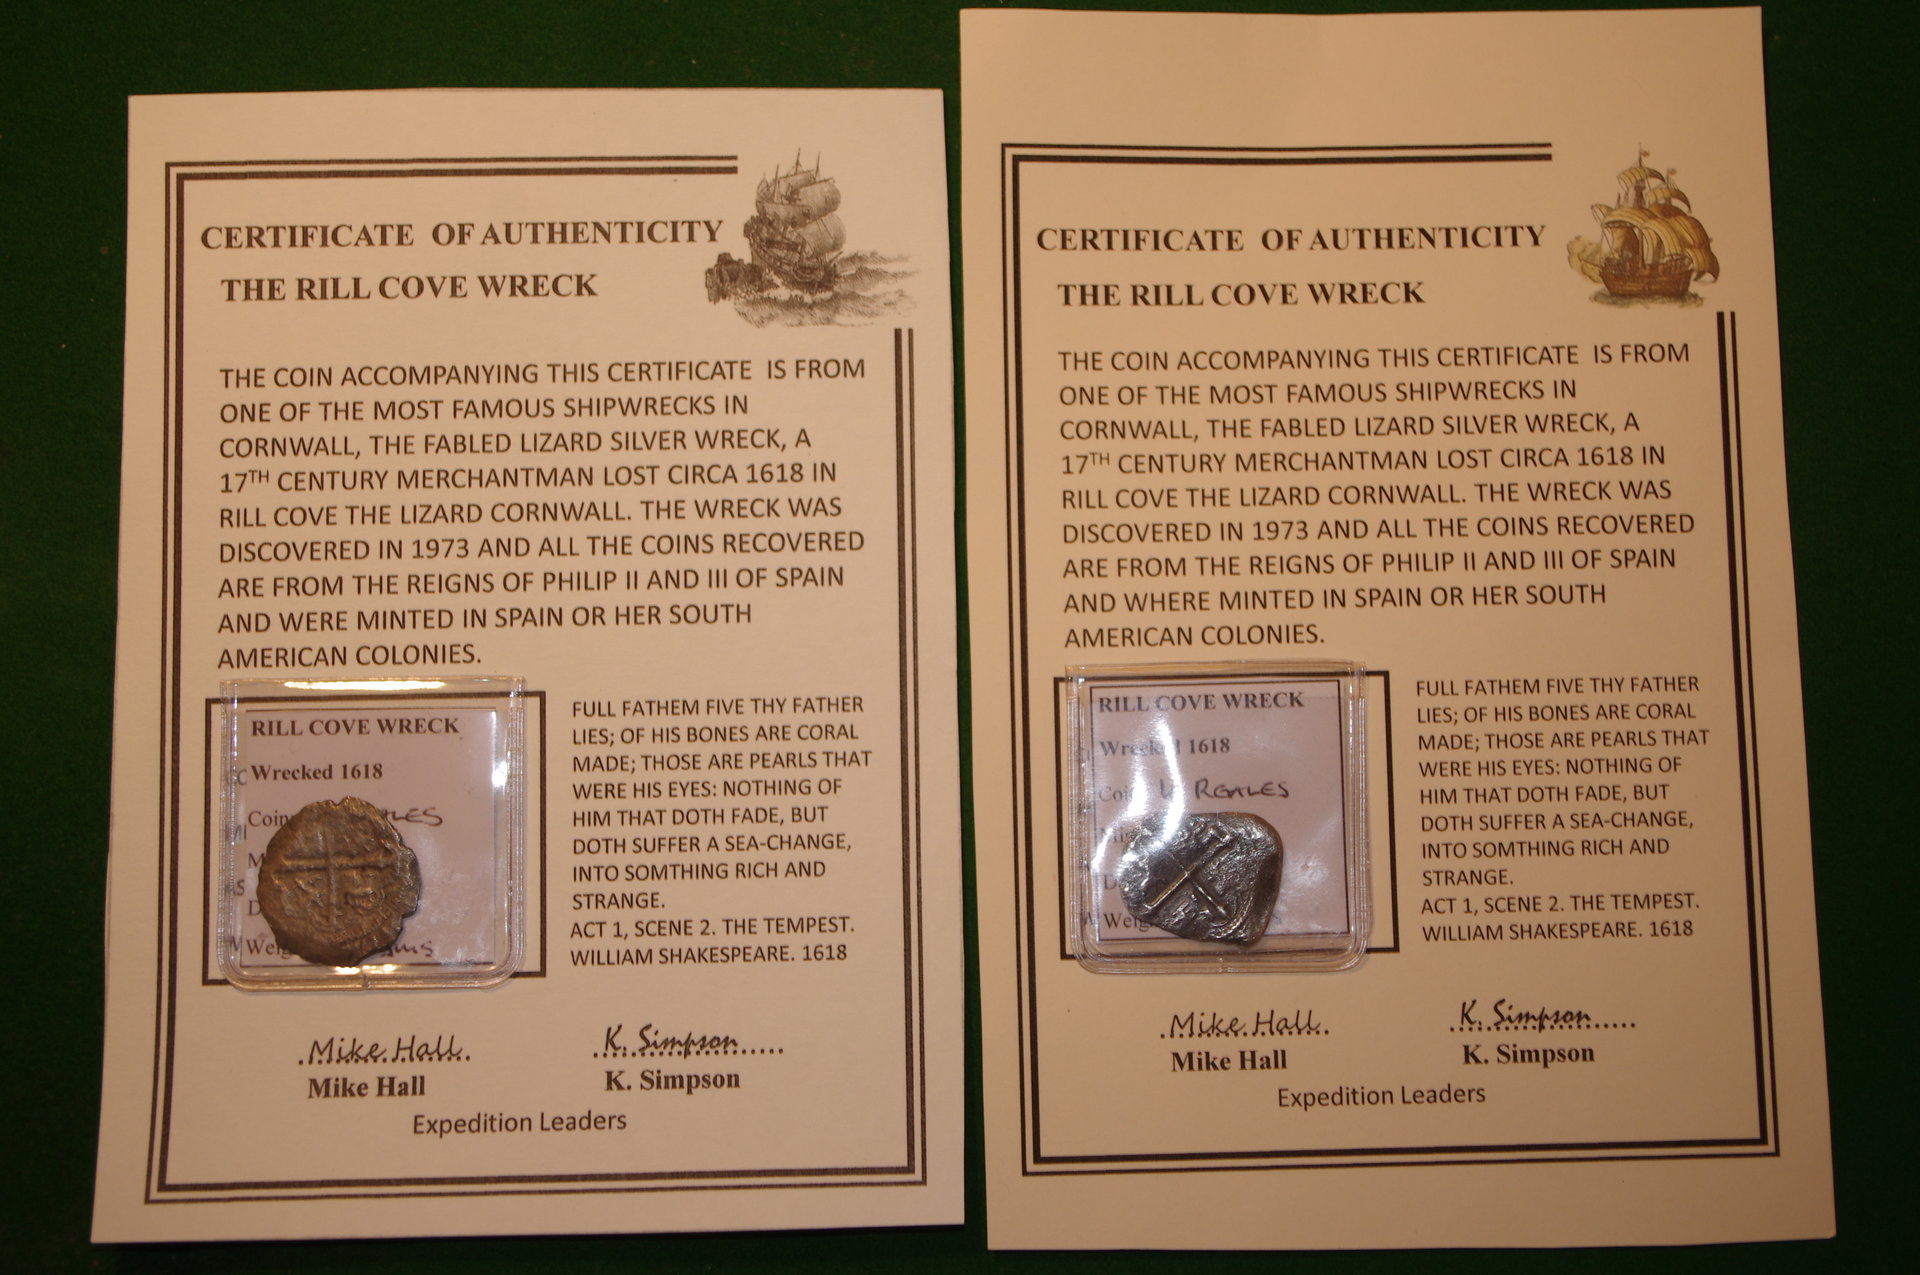 CERTIFICATE OF AUTHENTICITY
THE RILL COVE WRECK
THE COIN ACCOMPANYING THIS CERTIFICATE IS FROM
ONE OF THE MOST FAMOUS SHIPWRECKS IN
CORNWALL, THE FABLED LIZARD SILVER WRECK, A
17TH CENTURY MERCHANTMAN LOST CIRCA 1618 IN
RILL COVE THE LIZARD CORNWALL. THE WRECK WAS
DISCOVERED IN 1973 AND ALL THE COINS RECOVERED
ARE FROM THE REIGNS OF PHILIP II AND III OF SPAIN
AND WERE MINTED IN SPAIN OR HER SOUTH
AMERICAN COLONIES.
RILL COVE WRECK
Wrecked 1618
Coin
FULL FATHEM FIVE THY FATHER
LIES; OF HIS BONES ARE CORAL
MADE; THOSE ARE PEARLS THAT
WERE HIS EYES: NOTHING OF
HIM THAT DOTH FADE, BUT
DOTH SUFFER A SEA-CHANGE,
INTO SOMTHING RICH AND
STRANGE.
ACT 1, SCENE 2. THE TEMPEST.
WILLIAM SHAKESPEARE. 1618
Mike Hall
K. Simpson
Mike Hall
K. Simpson
Expedition Leaders
CERTIFICATE OF AUTHENTICITY
THE RILL COVE WRECK
THE COIN ACCOMPANYING THIS CERTIFICATE IS FROM
ONE OF THE MOST FAMOUS SHIPWRECKS IN
CORNWALL, THE FABLED LIZARD SILVER WRECK, A
17TH CENTURY MERCHANTMAN LOST CIRCA 1618 IN
RILL COVE THE LIZARD CORNWALL. THE WRECK WAS
DISCOVERED IN 1973 AND ALL THE COINS RECOVERED
ARE FROM THE REIGNS OF PHILIP II AND III OF SPAIN
AND WHERE MINTED IN SPAIN OR HER SOUTH
AMERICAN COLONIES.
RILL COVE WRECK
Wrecked 1618
Coin REALES
FULL FATHEM FIVE THY FATHER
LIES; OF HIS BONES ARE CORAL
MADE; THOSE ARE PEARLS THAT
WERE HIS EYES: NOTHING OF
HIM THAT DOTH FADE, BUT
DOTH SUFFER A SEA-CHANGE,
INTO SOMTHING RICH AND
STRANGE.
ACT 1, SCENE 2. THE TEMPEST.
WILLIAM SHAKESPEARE. 1618
Mike Hall
K. Simpson
Mike Hall
K. Simpson
Expedition Leaders